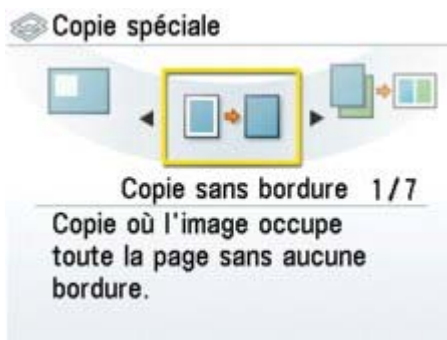 Copie spéciale
Copie sans bordure 1/7
Copie où l'image occupe
toute la page sans aucune
bordure.